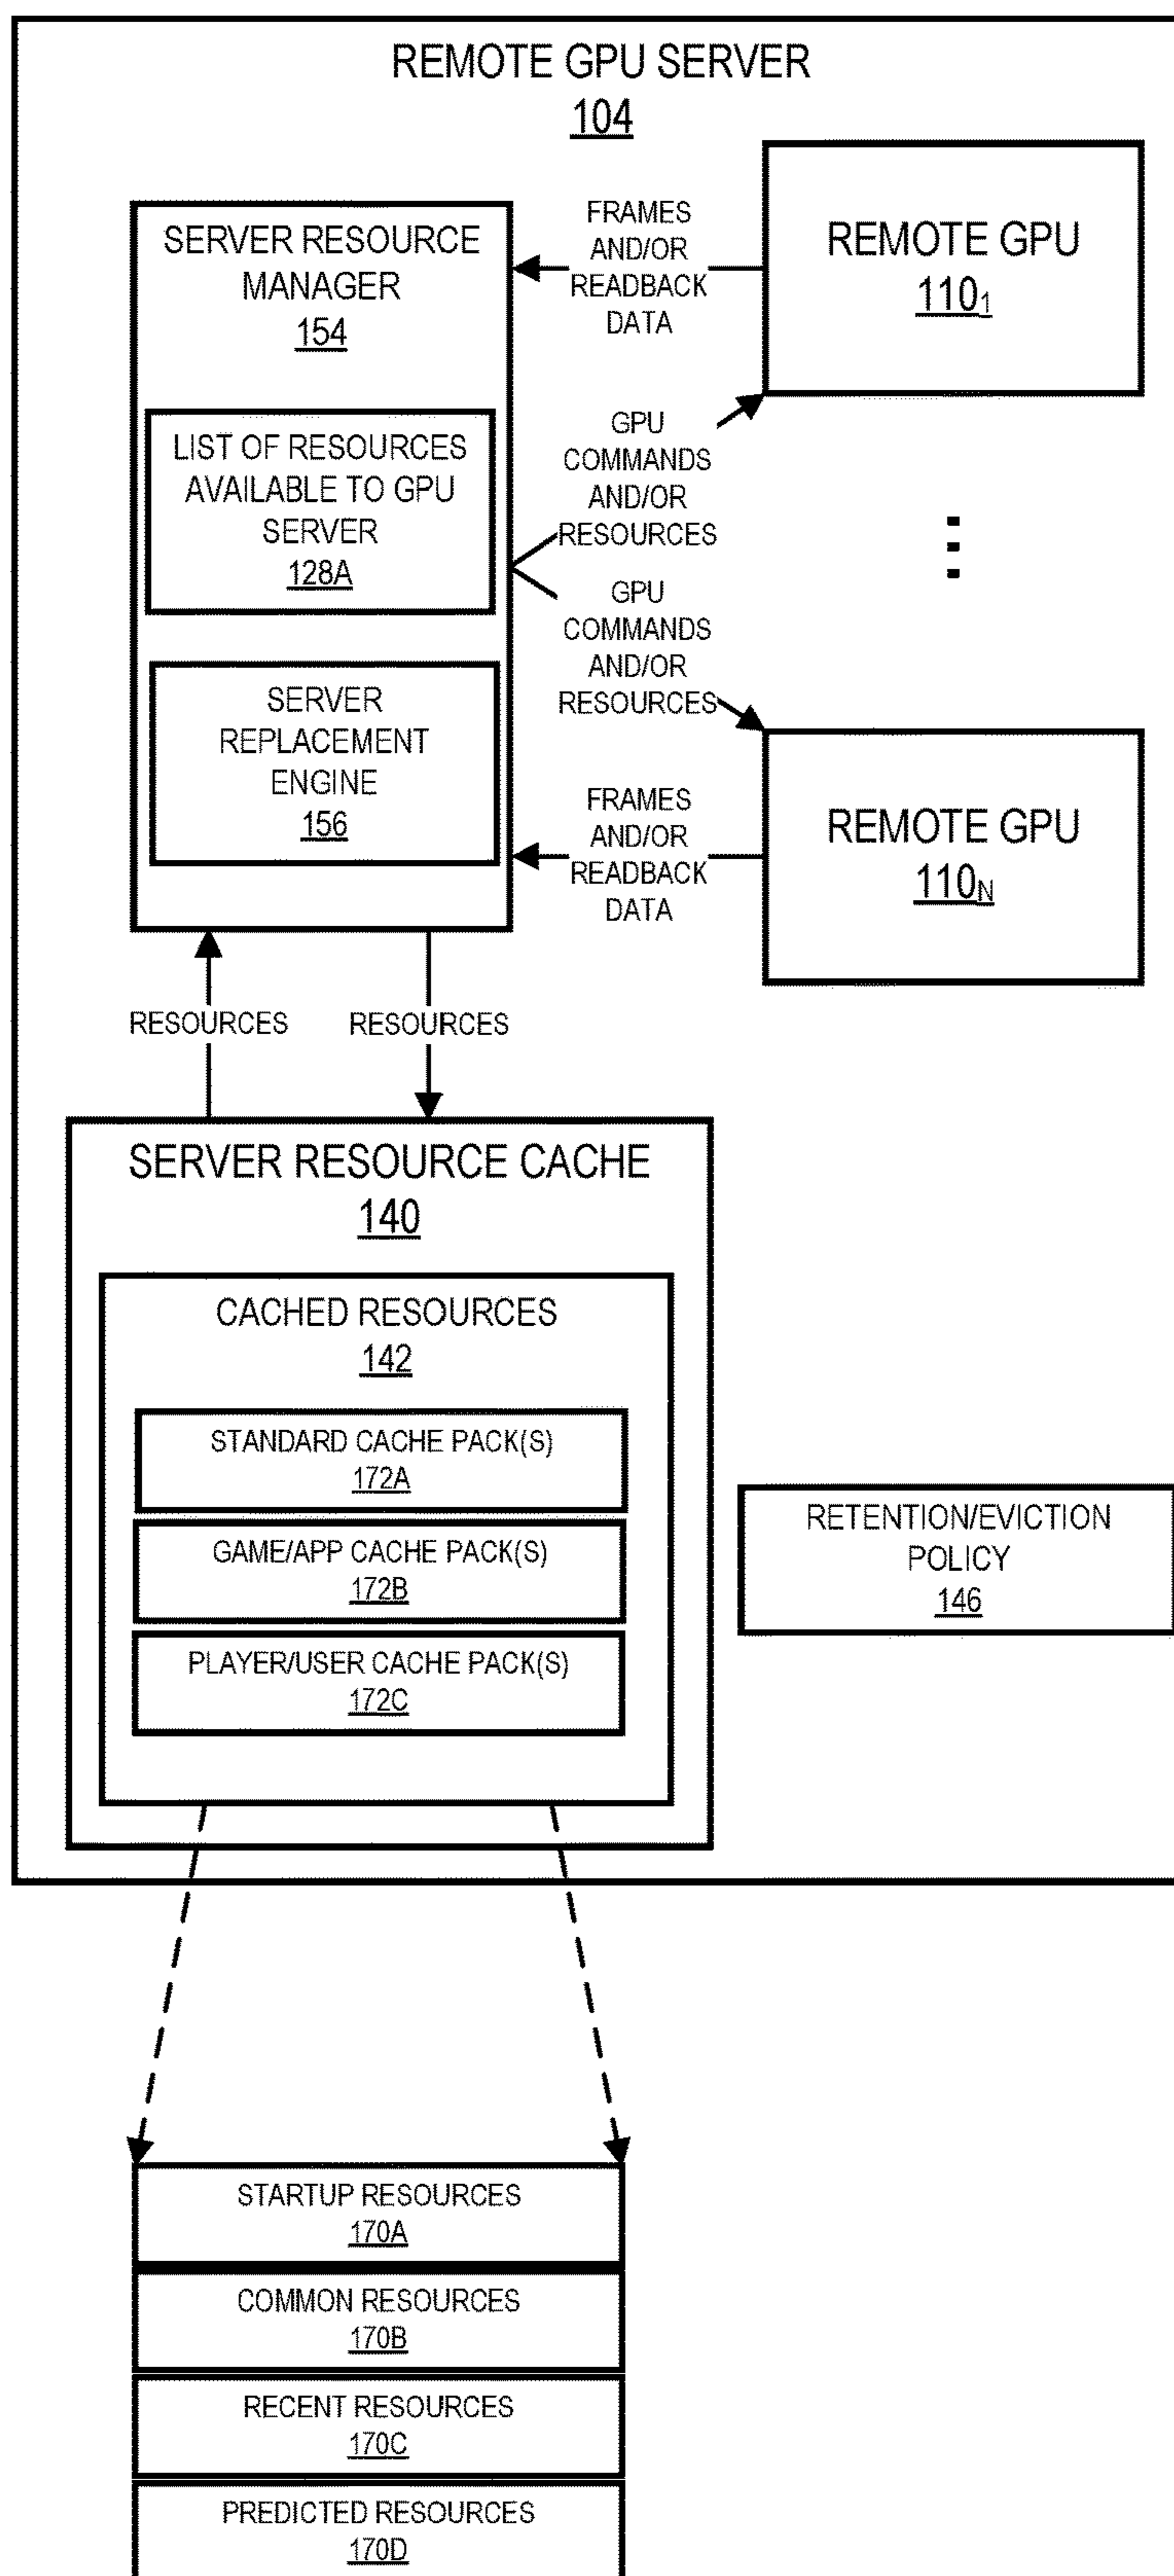 REMOTE GPU SERVER
104
SERVER RESOURCE
MANAGER
154
LIST OF RESOURCES
AVAILABLE TO GPU
SERVER
128A
SERVER
REPLACEMENT
ENGINE
156
FRAMES
AND/OR
READBACK
DATA
REMOTE GPU
110₁
GPU
COMMANDS
AND/OR
RESOURCES
GPU
COMMANDS
AND/OR
RESOURCES
FRAMES
AND/OR
READBACK
DATA
REMOTE GPU
110ₙ
RESOURCES
RESOURCES
SERVER RESOURCE CACHE
140
CACHED RESOURCES
142
STANDARD CACHE PACK(S)
172A
GAME/APP CACHE PACK(S)
172B
PLAYER/USER CACHE PACK(S)
172C
RETENTION/EVICTION
POLICY
146
STARTUP RESOURCES
170A
COMMON RESOURCES
170B
RECENT RESOURCES
170C
PREDICTED RESOURCES
170D